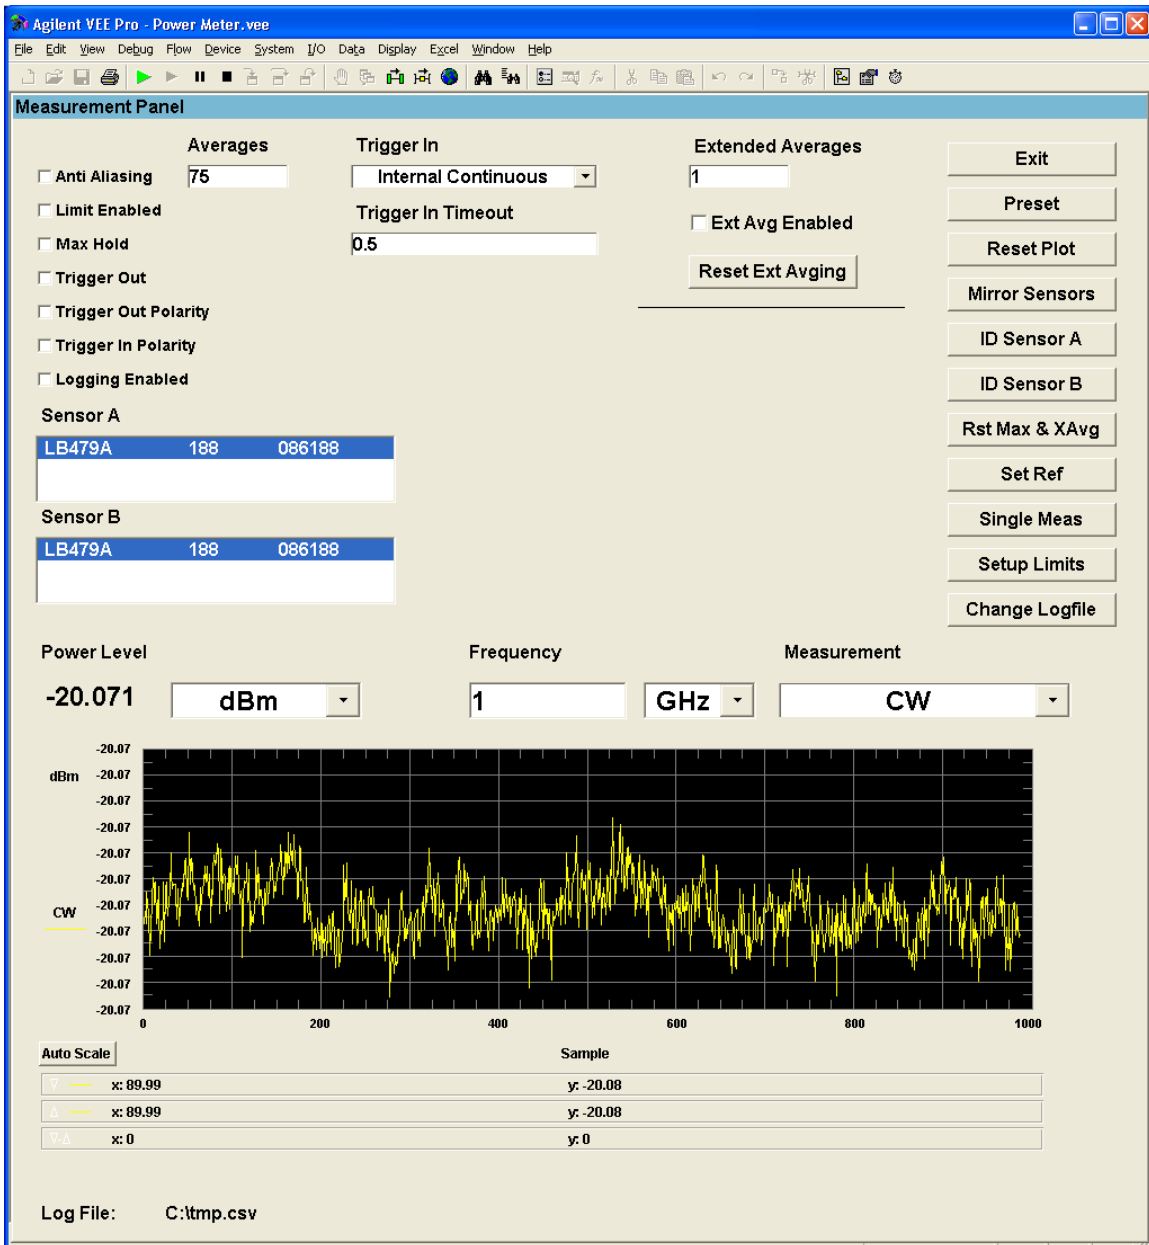 Agilent VEE Pro - Power Meter.vee
File Edit View Debug Flow Device System I/O Data Display Excel Window Help
Measurement Panel
Averages
Trigger In
Extended Averages
Exit
Anti Aliasing
75
Internal Continuous
1
Preset
Limit Enabled
Trigger In Timeout
Ext Avg Enabled
Max Hold
0.5
Reset Plot
Trigger Out
Reset Ext Avging
Mirror Sensors
Trigger Out Polarity
Trigger In Polarity
ID Sensor A
Logging Enabled
ID Sensor B
Sensor A
Rst Max & XAvg
LB479A 188 086188
Set Ref
Sensor B
Single Meas
LB479A 188 086188
Setup Limits
Change Logfile
Power Level
Frequency
Measurement
-20.071
dBm
1
GHz
CW
-20.07
dBm -20.07
-20.07
-20.07
-20.07
-20.07
CW -20.07
-20.07
-20.07
-20.07
-20.07
0 200 400 600 800 1000
Auto Scale
Sample
x: 89.99 y: -20.08
x: 89.99 y: -20.08
∇-Δ x: 0 y: 0
Log File: C:\tmp.csv